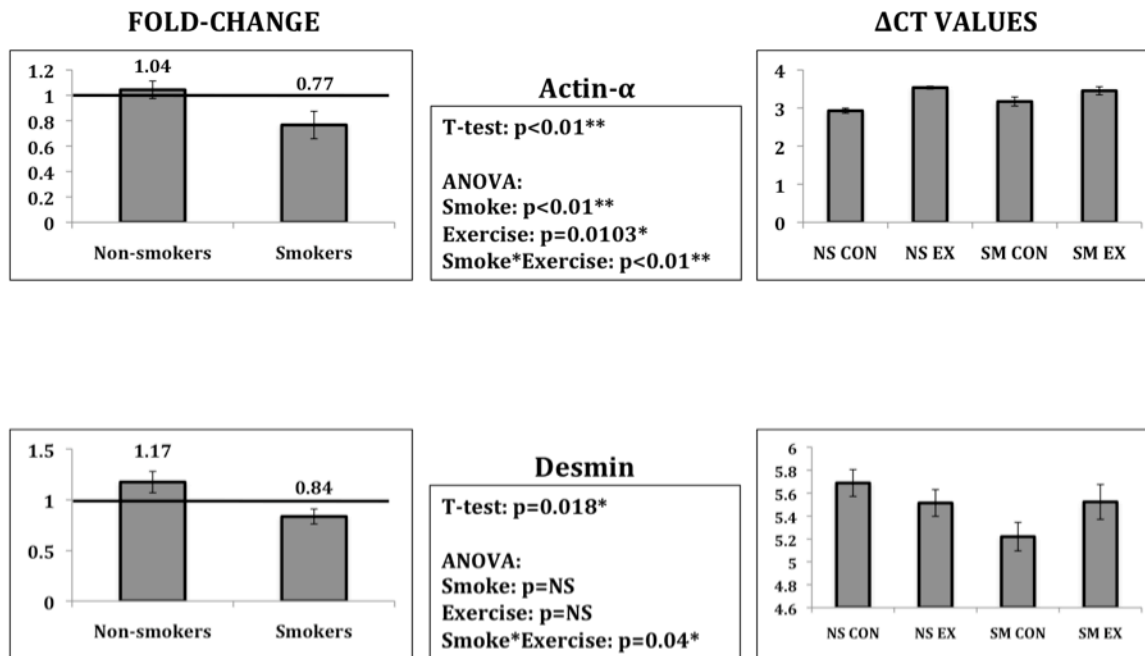 FOLD-CHANGE
ΔCT VALUES
1.2
1
0.8
0.6
0.4
0.2
0
1.04
0.77
Non-smokers
Smokers
Actin-α
T-test: p<0.01**
ANOVA:
Smoke: p<0.01**
Exercise: p=0.0103*
Smoke*Exercise: p<0.01**
4
3
2
1
0
NS CON
NS EX
SM CON
SM EX
1.5
1
0.5
0
1.17
0.84
Non-smokers
Smokers
Desmin
T-test: p=0.018*
ANOVA:
Smoke: p=NS
Exercise: p=NS
Smoke*Exercise: p=0.04*
6
5.8
5.6
5.4
5.2
5
4.8
4.6
NS CON
NS EX
SM CON
SM EX